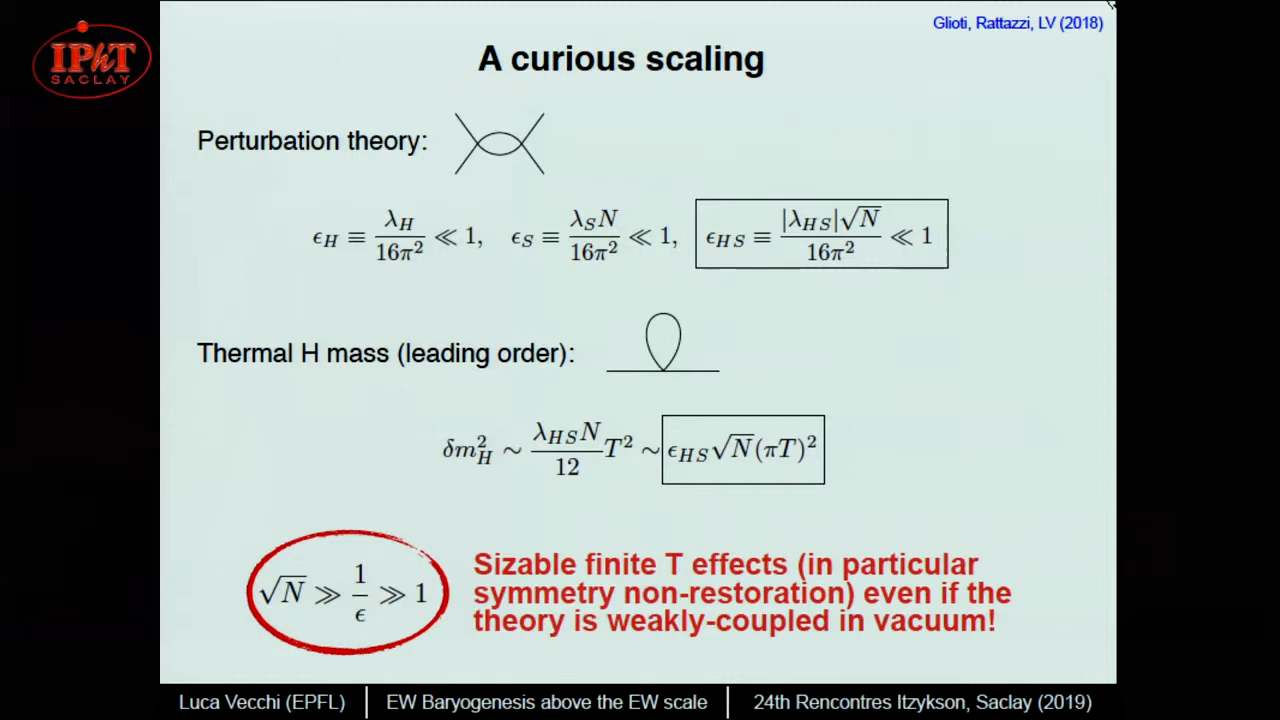 IPhT
SACLAY
Glioti, Rattazzi, LV (2018)
A curious scaling
Perturbation theory:
ϵ_H ≡ λ_H / 16π² ≪ 1, ϵ_S ≡ λ_S N / 16π² ≪ 1, ϵ_HS ≡ |λ_HS|√N / 16π² ≪ 1
Thermal H mass (leading order):
δm²_H ∼ λ_HS N / 12 T² ∼ ϵ_HS √N (πT)²
√N ≫ 1/ϵ ≫ 1
Sizable finite T effects (in particular
symmetry non-restoration) even if the
theory is weakly-coupled in vacuum!
Luca Vecchi (EPFL) | EW Baryogenesis above the EW scale | 24th Rencontres Itzykson, Saclay (2019)